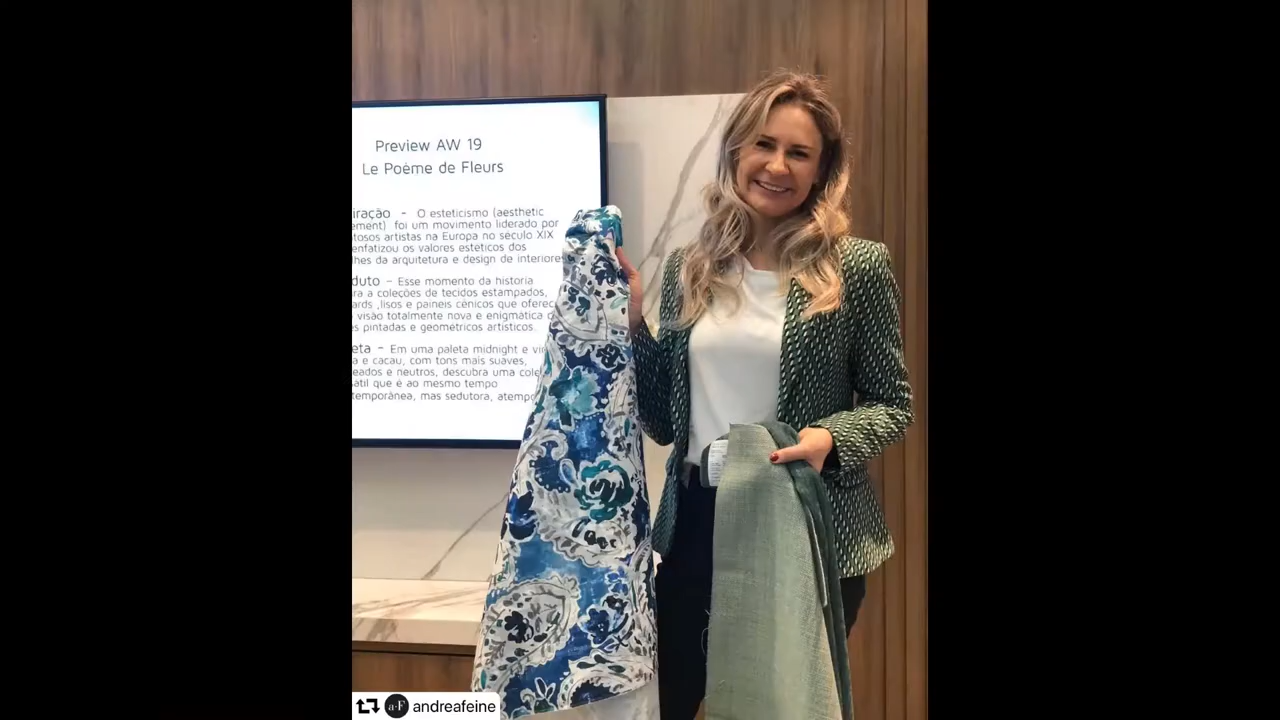 Preview AW 19
Le Poème de Fleurs
iração - O esteticismo (aesthetic
ement) foi um movimento liderado por
tosos artistas na Europa no século XIX
enfatizou os valores estéticos dos
lhes da arquitetura e design de interiores
duto - Esse momento da historia
ra a coleções de tecidos estampados,
ards ,lisos e paineis cênicos que oferec
visão totalmente nova e enigmática
es pintadas e geométricos artísticos.
eta - Em uma paleta midnight e vi
a e cacau, com tons mais suaves,
eados e neutros, descubra uma cole
átil que é ao mesmo tempo
temporânea, mas sedutora, atemp
a·F andreafeine